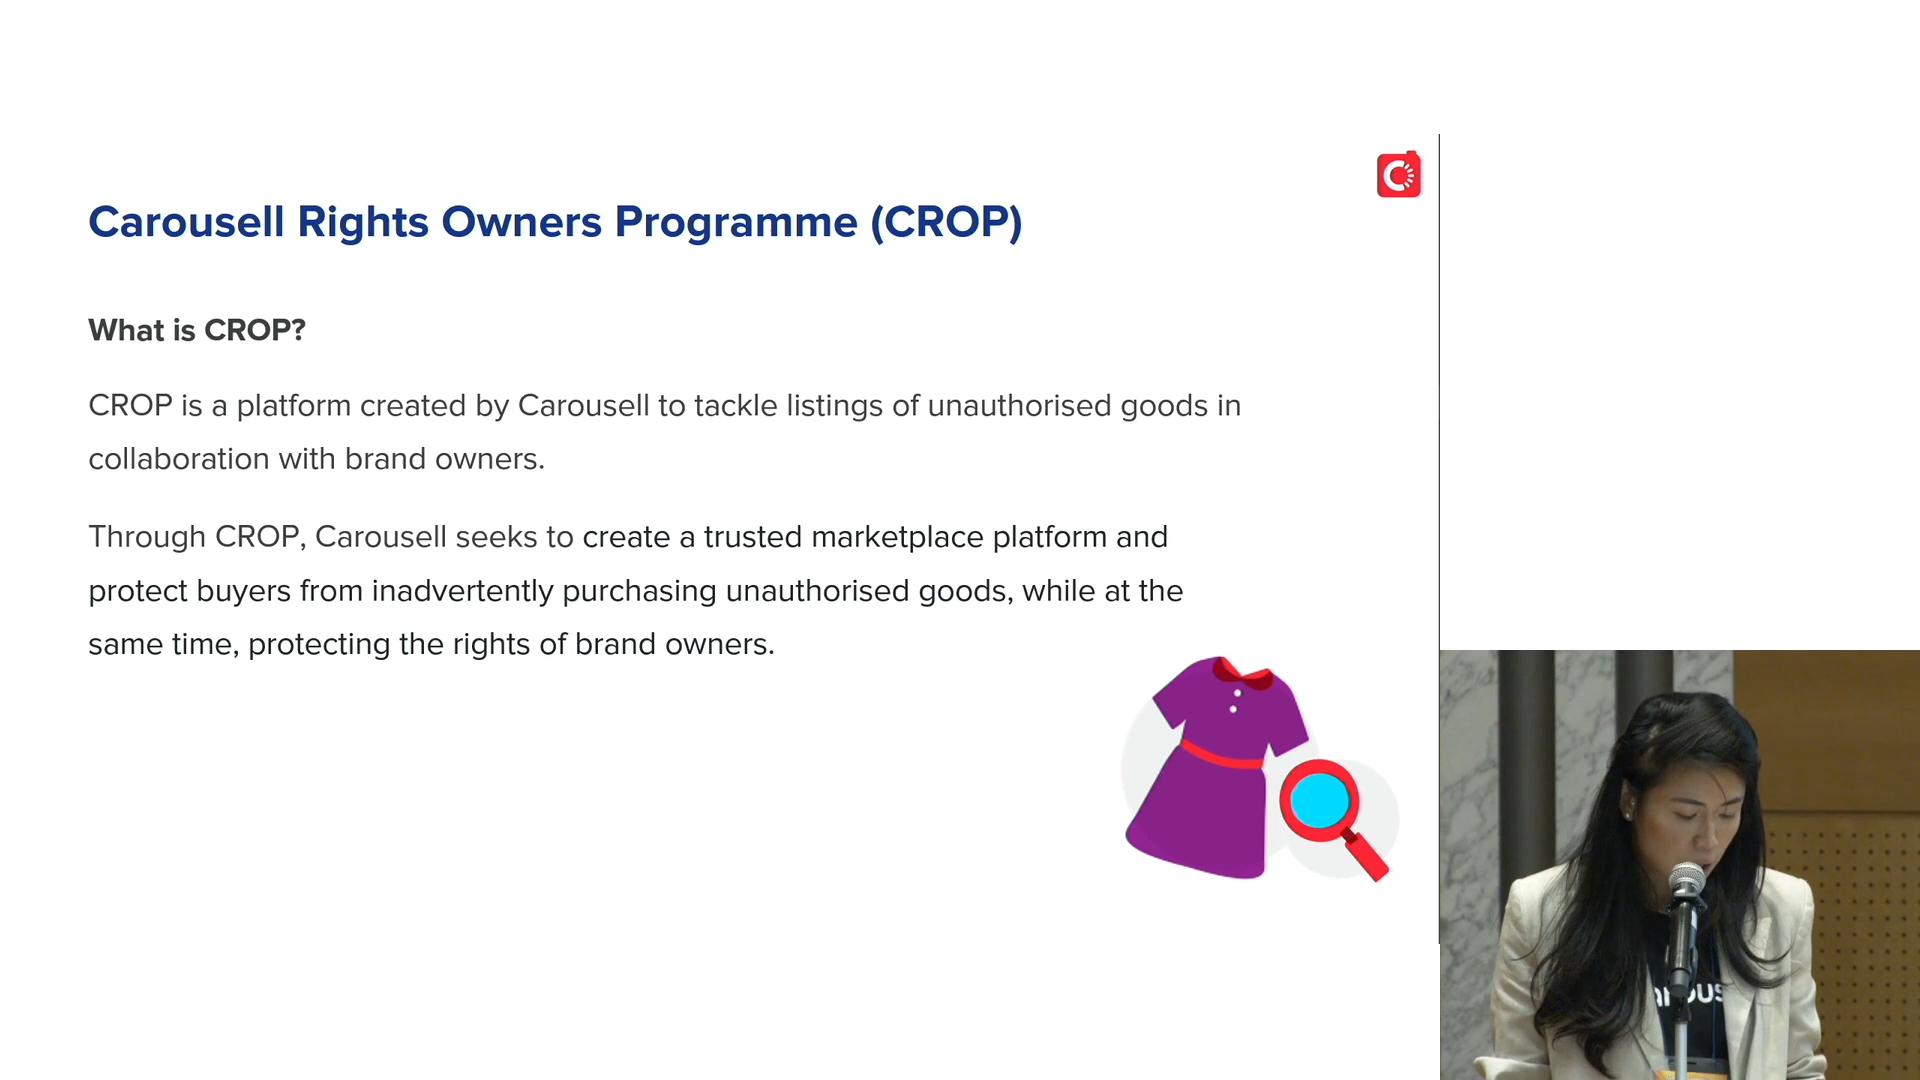 Carousell Rights Owners Programme (CROP)
What is CROP?
CROP is a platform created by Carousell to tackle listings of unauthorised goods in
collaboration with brand owners.
Through CROP, Carousell seeks to create a trusted marketplace platform and
protect buyers from inadvertently purchasing unauthorised goods, while at the
same time, protecting the rights of brand owners.